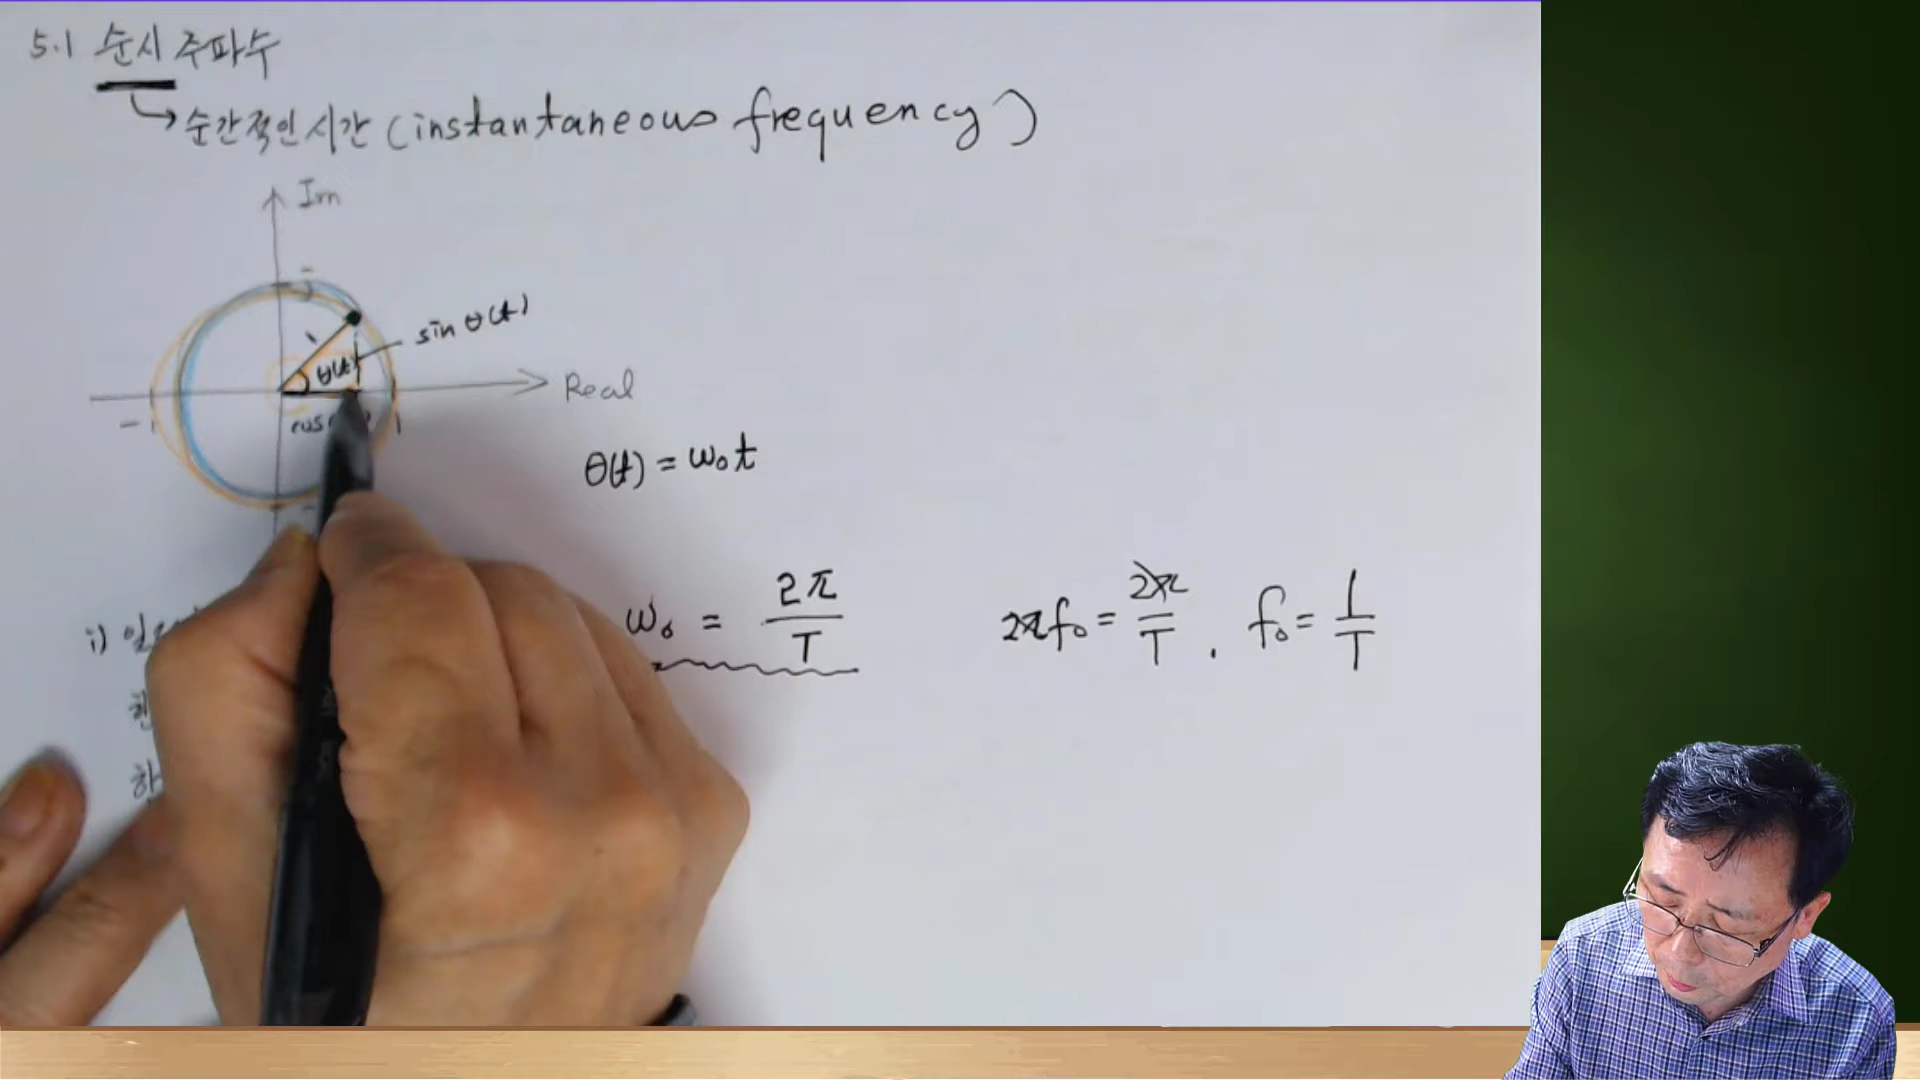 5.1 순시 주파수
→ 순간적인 시간 (instantaneous frequency)
Im
1
sin θ(t)
θ(t)
Real
cos
θ(t) = ω₀t
i)
ω₀ = 2π/T
2πf₀ = 2π/T . f₀ = 1/T